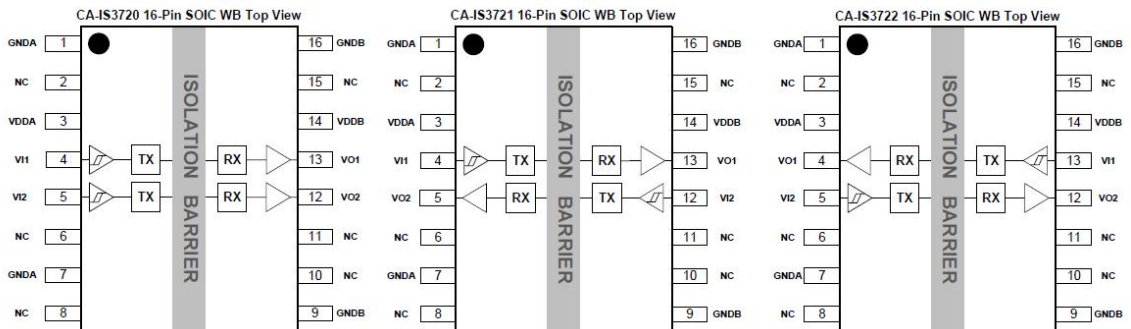 CA-IS3720 16-Pin SOIC WB Top View
GNDA 1 16 GNDB
NC 2 15 NC
VDDA 3 14 VDDB
VI1 4 TX RX 13 VO1
VI2 5 TX RX 12 VO2
NC 6 11 NC
GNDA 7 10 NC
NC 8 9 GNDB
ISOLATION BARRIER
CA-IS3721 16-Pin SOIC WB Top View
GNDA 1 16 GNDB
NC 2 15 NC
VDDA 3 14 VDDB
VI1 4 TX RX 13 VO1
VO2 5 RX TX 12 VI2
NC 6 11 NC
GNDA 7 10 NC
NC 8 9 GNDB
ISOLATION BARRIER
CA-IS3722 16-Pin SOIC WB Top View
GNDA 1 16 GNDB
NC 2 15 NC
VDDA 3 14 VDDB
VO1 4 RX TX 13 VI1
VI2 5 TX RX 12 VO2
NC 6 11 NC
GNDA 7 10 NC
NC 8 9 GNDB
ISOLATION BARRIER